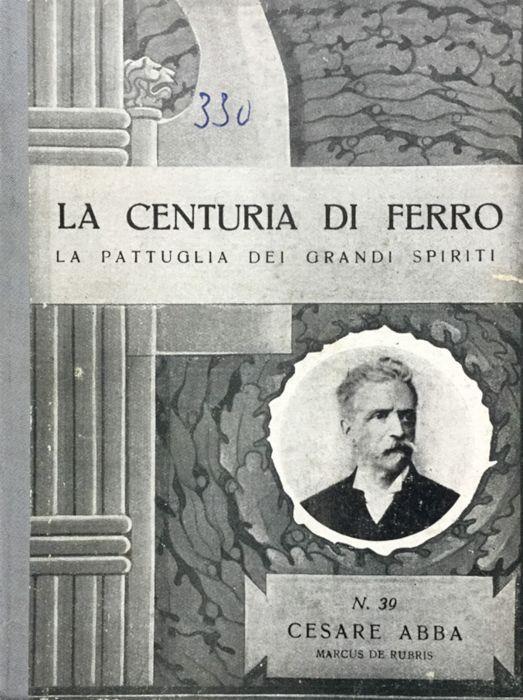 330
LA CENTURIA DI FERRO
LA PATTUGLIA DEI GRANDI SPIRITI
N. 39
CESARE ABBA
MARCUS DE RUBRIS